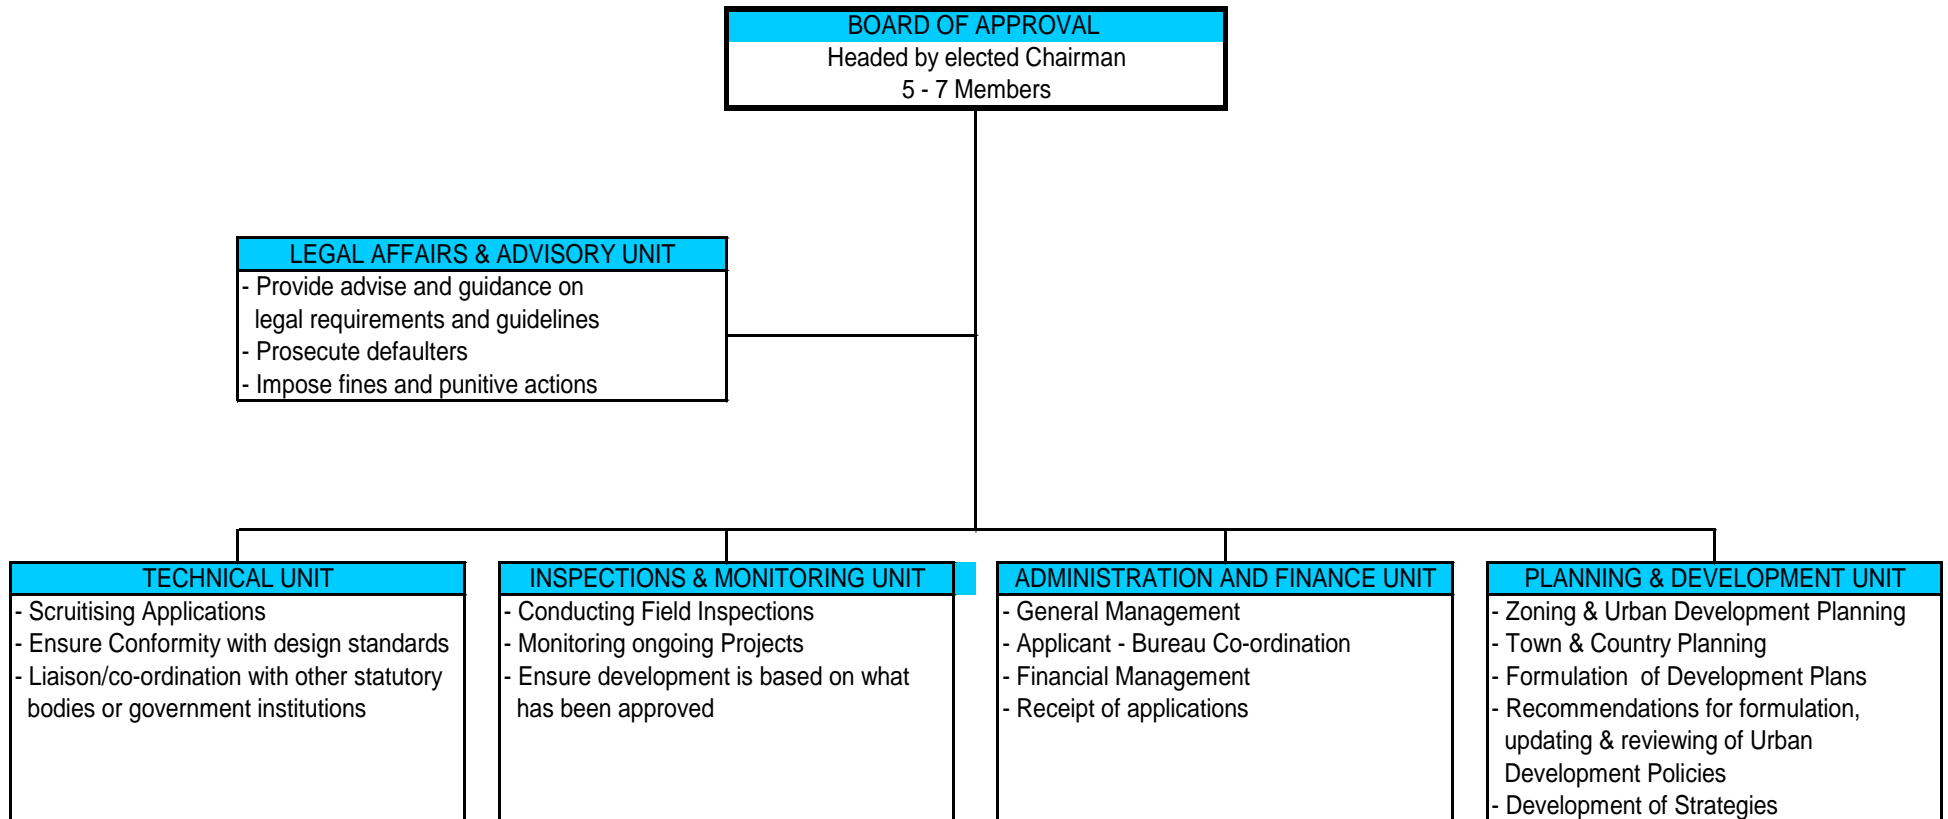 BOARD OF APPROVAL
Headed by elected Chairman
5 - 7 Members
LEGAL AFFAIRS & ADVISORY UNIT
- Provide advise and guidance on
legal requirements and guidelines
- Prosecute defaulters
- Impose fines and punitive actions
TECHNICAL UNIT
- Scruitising Applications
- Ensure Conformity with design standards
- Liaison/co-ordination with other statutory
bodies or government institutions
INSPECTIONS & MONITORING UNIT
- Conducting Field Inspections
- Monitoring ongoing Projects
- Ensure development is based on what
has been approved
ADMINISTRATION AND FINANCE UNIT
- General Management
- Applicant - Bureau Co-ordination
- Financial Management
- Receipt of applications
PLANNING & DEVELOPMENT UNIT
- Zoning & Urban Development Planning
- Town & Country Planning
- Formulation  of Development Plans
- Recommendations for formulation,
updating & reviewing of Urban
Development Policies
- Development of Strategies